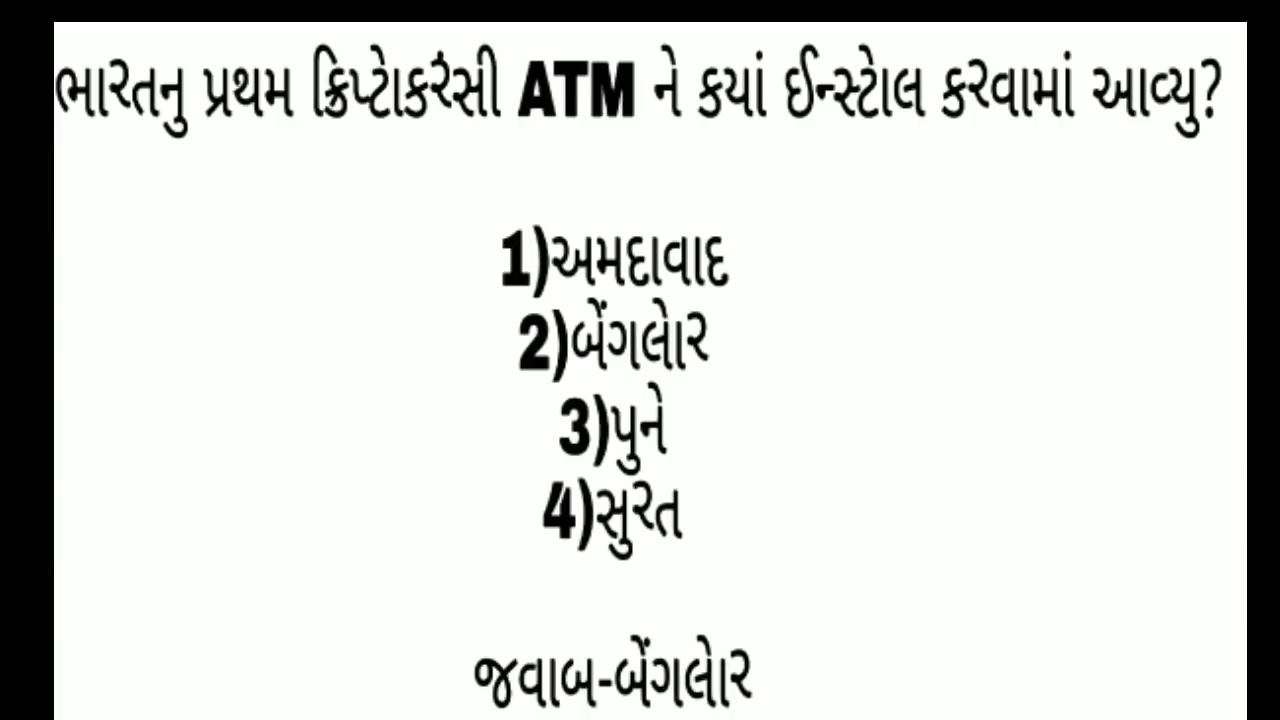 ભારતનુ પ્રથમ ક્રિપ્ટોકરંસી ATM ને કયાં ઈન્સ્ટોલ કરવામાં આવ્યુ?
1)અમદાવાદ
2)બેંગલોર
3)પુને
4)સુરત
જવાબ-બેંગલોર